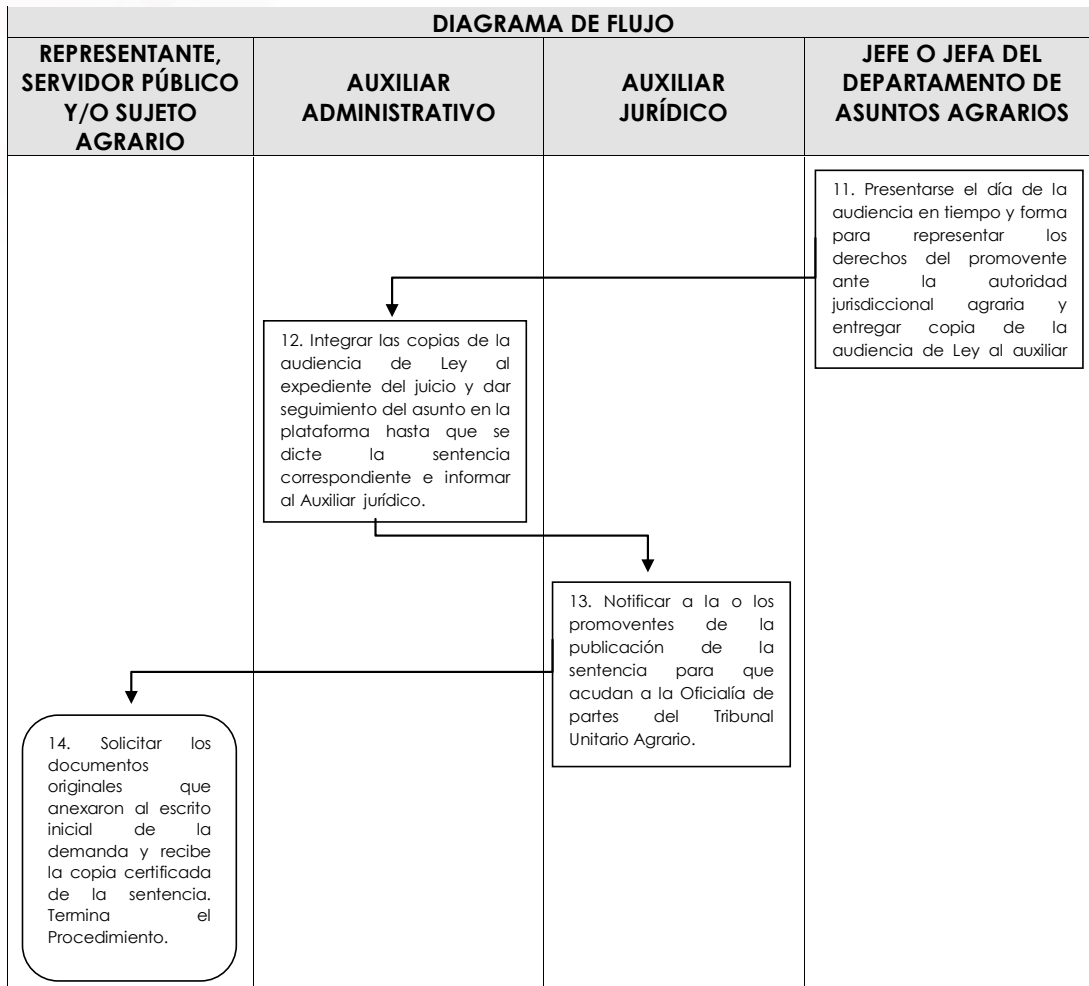 DIAGRAMA DE FLUJO
REPRESENTANTE,
SERVIDOR PÚBLICO
Y/O SUJETO
AGRARIO
AUXILIAR
ADMINISTRATIVO
AUXILIAR
JURÍDICO
JEFE O JEFA DEL
DEPARTAMENTO DE
ASUNTOS AGRARIOS
11. Presentarse el día de la
audiencia en tiempo y forma
para representar los
derechos del promovente
ante la autoridad
jurisdiccional agraria y
entregar copia de la
audiencia de Ley al auxiliar
12. Integrar las copias de la
audiencia de Ley al
expediente del juicio y dar
seguimiento del asunto en la
plataforma hasta que se
dicte la sentencia
correspondiente e informar
al Auxiliar jurídico.
13. Notificar a la o los
promoventes de la
publicación de la
sentencia para que
acudan a la Oficialía de
partes del Tribunal
Unitario Agrario.
14. Solicitar los
documentos
originales que
anexaron al escrito
inicial de la
demanda y recibe
la copia certificada
de la sentencia.
Termina el
Procedimiento.